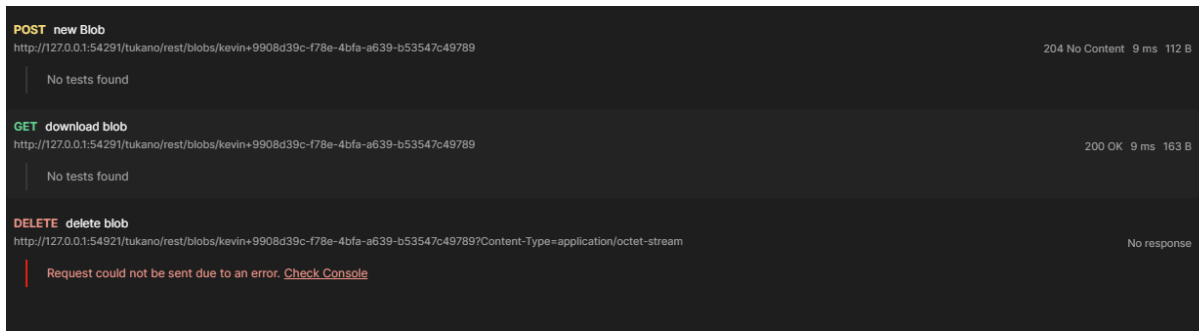 POST new Blob
http://127.0.0.1:54291/tukano/rest/blobs/kevin+9908d39c-f78e-4bfa-a639-b53547c49789
204 No Content 9 ms 112 B
No tests found
GET download blob
http://127.0.0.1:54291/tukano/rest/blobs/kevin+9908d39c-f78e-4bfa-a639-b53547c49789
200 OK 9 ms 163 B
No tests found
DELETE delete blob
http://127.0.0.1:54921/tukano/rest/blobs/kevin+9908d39c-f78e-4bfa-a639-b53547c49789?Content-Type=application/octet-stream
No response
Request could not be sent due to an error. Check Console